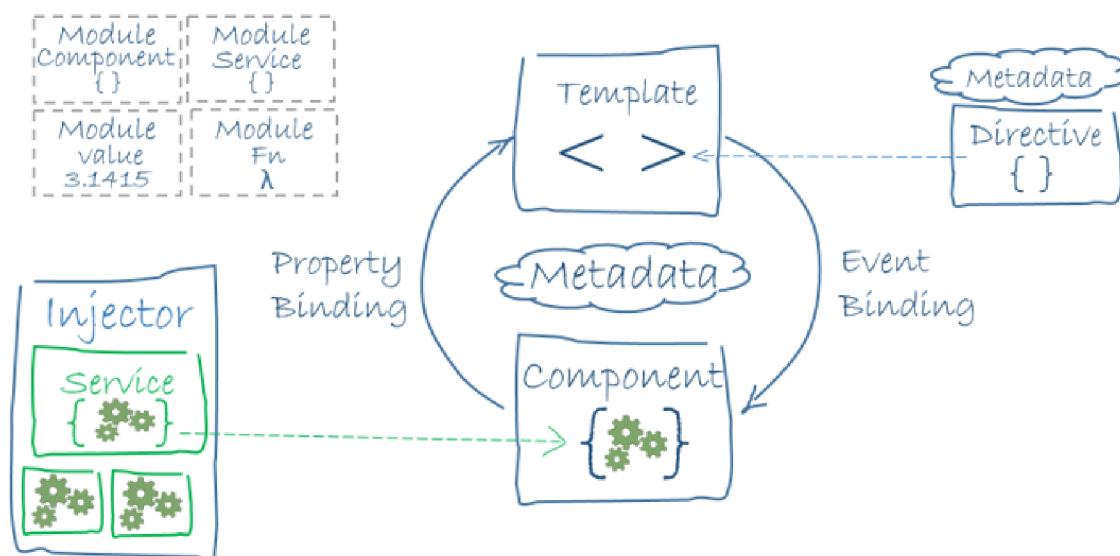 Module
Component
{ }
Module
Service
{ }
Module
value
3.1415
Module
Fn
λ
Template
< >
Metadata
Directive
{ }
Property
Binding
Metadata
Event
Binding
Injector
Service
{ }
Component
{ }